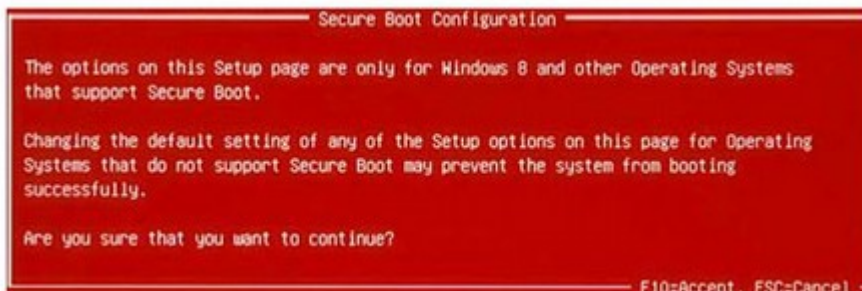 Secure Boot Configuration
The options on this Setup page are only for Windows 8 and other Operating Systems
that support Secure Boot.
Changing the default setting of any of the Setup options on this page for Operating
Systems that do not support Secure Boot may prevent the system from booting
successfully.
Are you sure that you want to continue?
F10=Accept, ESC=Cancel